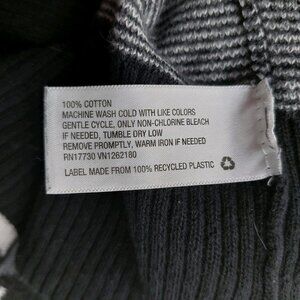 100% COTTON
MACHINE WASH COLD WITH LIKE COLORS
GENTLE CYCLE, ONLY NON-CHLORINE BLEACH
IF NEEDED, TUMBLE DRY LOW
REMOVE PROMPTLY, WARM IRON IF NEEDED
RN17730 VN1262180
LABEL MADE FROM 100% RECYCLED PLASTIC